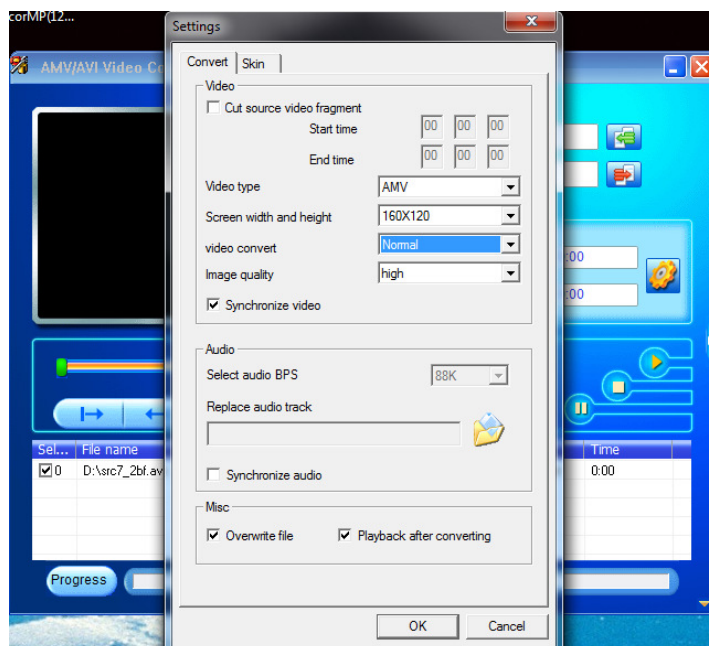 corMP(12...
Settings
AMV/AVI Video Co
Convert
Skin
Video
Cut source video fragment
Start time
00 00 00
End time
00 00 00
Video type
AMV
Screen width and height
160X120
video convert
Normal
Image quality
high
Synchronize video
:00
:00
Audio
Select audio BPS
88K
Replace audio track
Synchronize audio
Sel... File name
Time
0 D:\src7_2bf.av
0:00
Misc
Overwrite file
Playback after converting
Progress
OK
Cancel